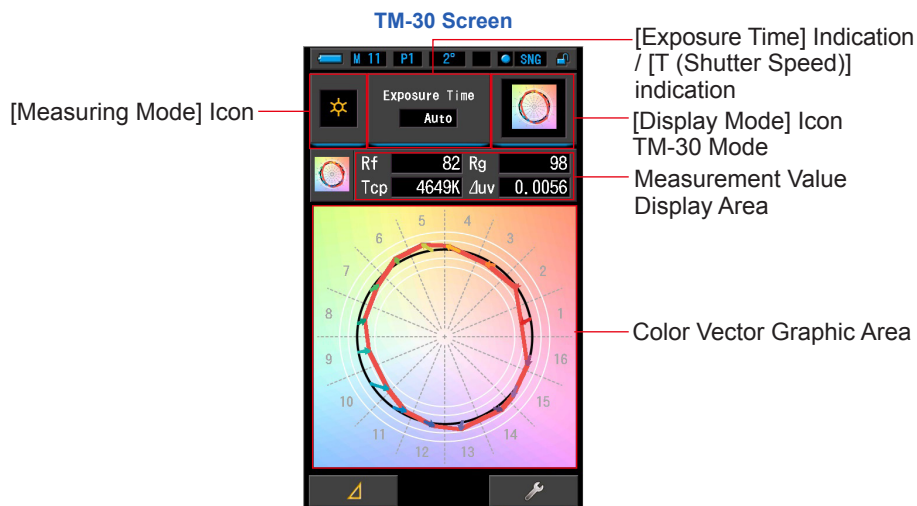 TM-30 Screen
M 11 P1 2° SNG
[Measuring Mode] Icon
Exposure Time
Auto
[Exposure Time] Indication
/ [T (Shutter Speed)]
indication
[Display Mode] Icon
TM-30 Mode
Rf 82 Rg 98
Tcp 4649K ⊿uv 0.0056
Measurement Value
Display Area
5 4
6 3
7 2
8 1
9 16
10 15
11 14
12 13
Color Vector Graphic Area